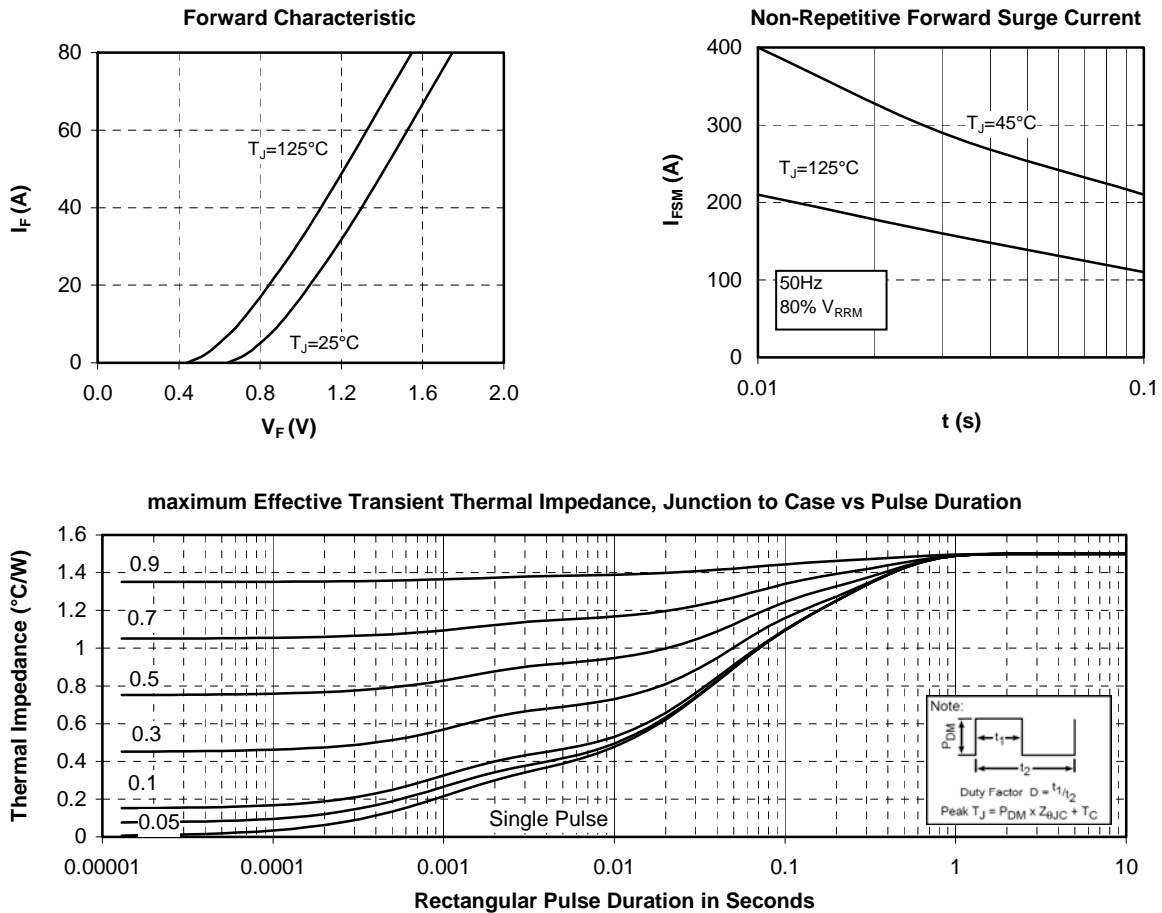 Forward Characteristic
80
60
40
20
0
I_F (A)
T_J=125°C
T_J=25°C
0.0 0.4 0.8 1.2 1.6 2.0
V_F (V)
Non-Repetitive Forward Surge Current
400
300
200
100
0
I_FSM (A)
T_J=45°C
T_J=125°C
50Hz
80% V_RRM
0.01 0.1
t (s)
maximum Effective Transient Thermal Impedance, Junction to Case vs Pulse Duration
1.6
1.4
1.2
1
0.8
0.6
0.4
0.2
0
Thermal Impedance (°C/W)
0.9
0.7
0.5
0.3
0.1
0.05
Single Pulse
Note:
P_DM
t_1
t_2
Duty Factor D = t_1/t_2
Peak T_J = P_DM x Z_θJC + T_C
0.00001 0.0001 0.001 0.01 0.1 1 10
Rectangular Pulse Duration in Seconds